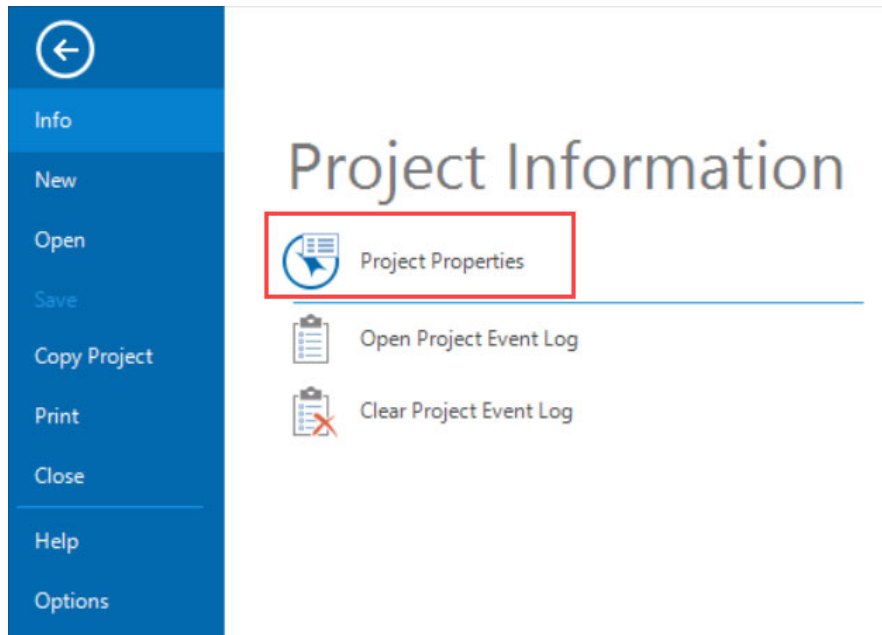 Info
New
Open
Save
Copy Project
Print
Close
Help
Options
Project Information
Project Properties
Open Project Event Log
Clear Project Event Log